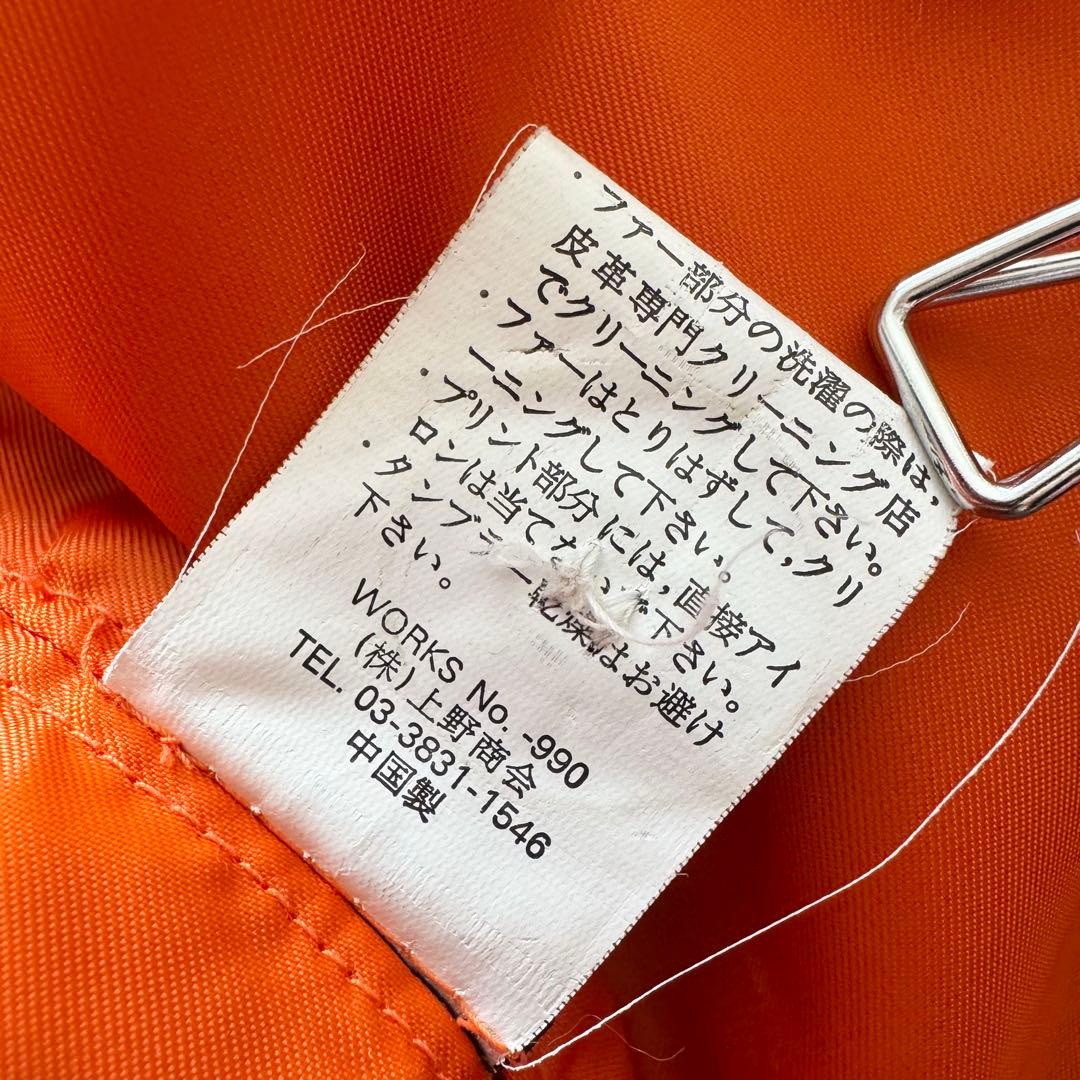 ・ファー部分の洗濯の際は、
皮革専門クリーニング店
でクリーニングして下さい。
・ファーはとりはずして、クリ
ーニングして下さい。
・プリント部分には、直接アイ
ロンは当てないで下さい。
・タンブラー乾燥はお避け
下さい。
WORKS No. -990
(株)上野商会
TEL. 03-3831-1546
中国製